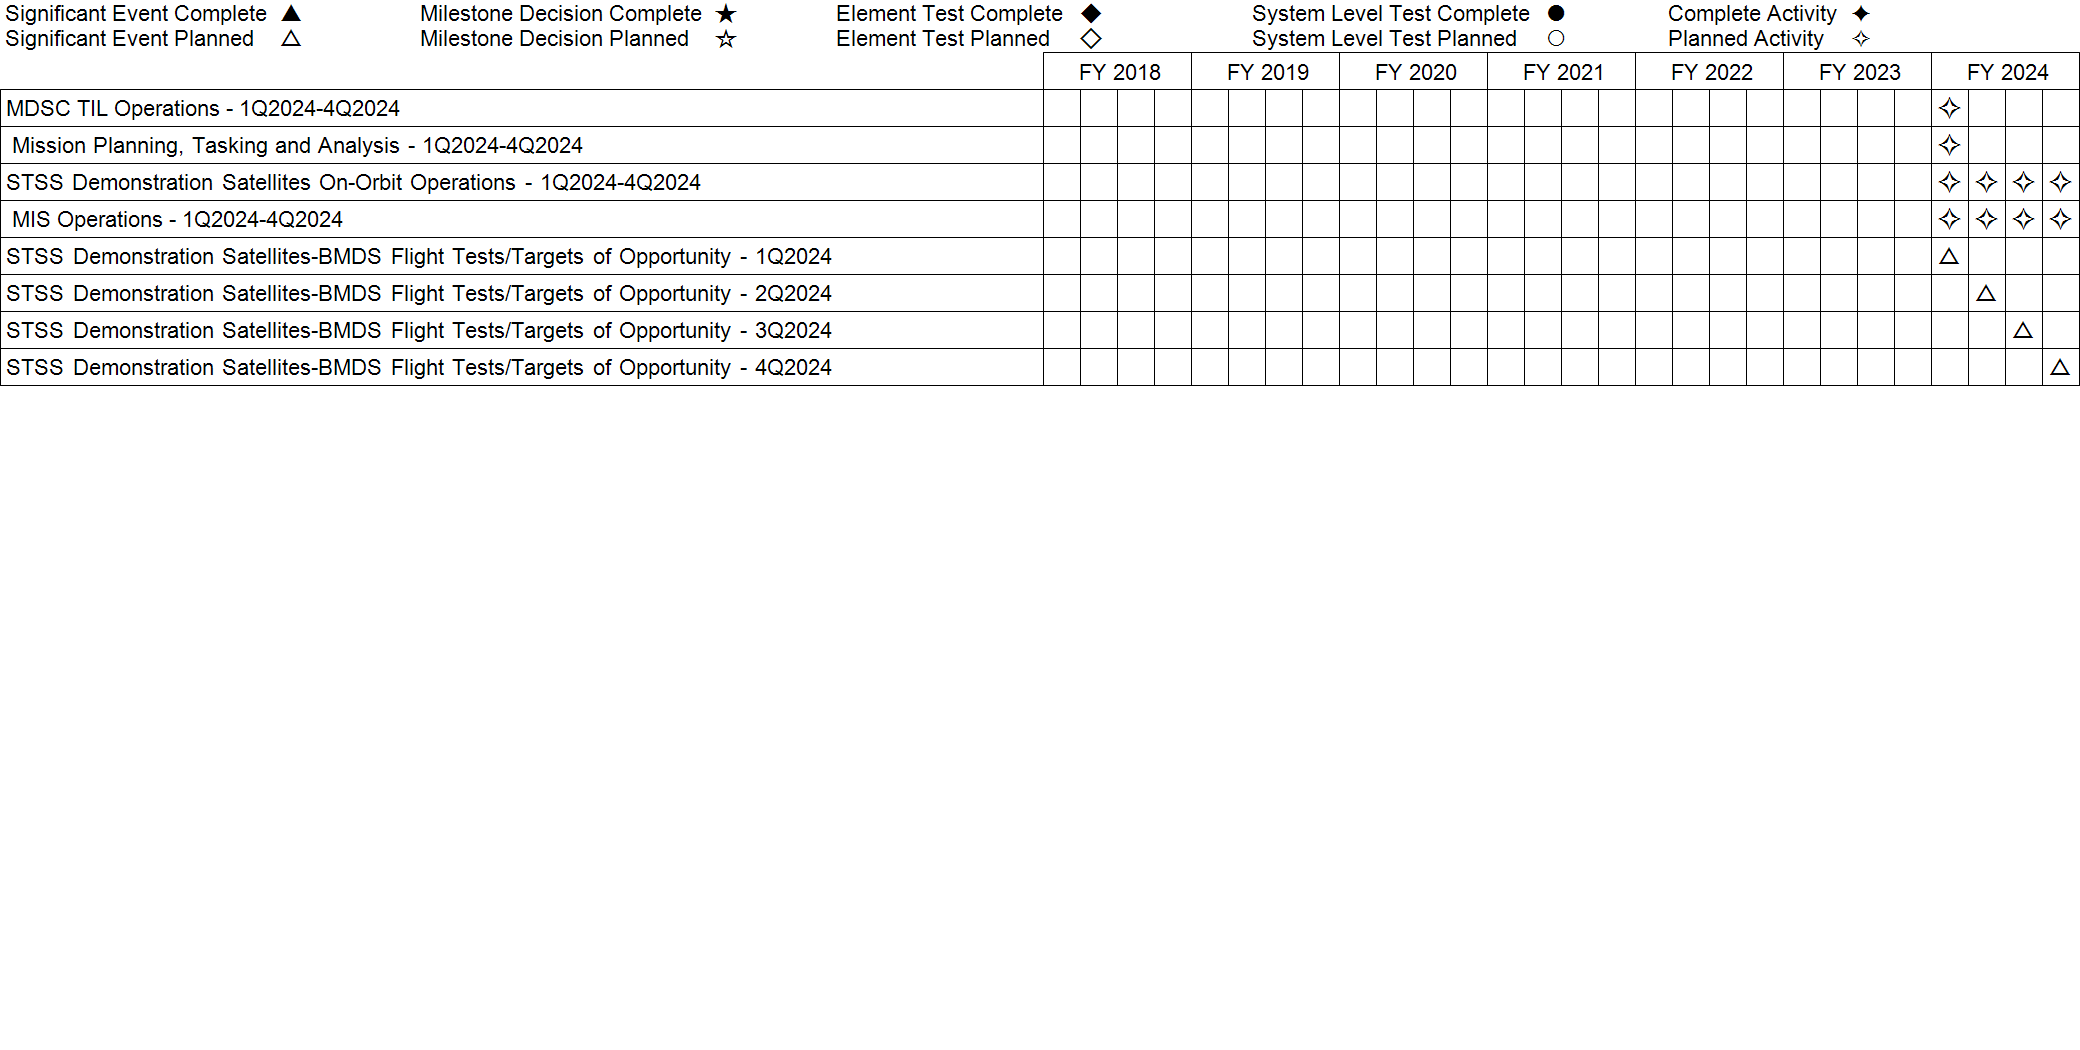 Significant Event Complete ▲ Milestone Decision Complete ★ Element Test Complete ◆ System Level Test Complete ● Complete Activity ✦
Significant Event Planned △ Milestone Decision Planned ☆ Element Test Planned ◇ System Level Test Planned ○ Planned Activity ✧
FY 2018 FY 2019 FY 2020 FY 2021 FY 2022 FY 2023 FY 2024
MDSC TIL Operations - 1Q2024-4Q2024 ✧
Mission Planning, Tasking and Analysis - 1Q2024-4Q2024 ✧
STSS Demonstration Satellites On-Orbit Operations - 1Q2024-4Q2024 ✧ ✧ ✧ ✧
MIS Operations - 1Q2024-4Q2024 ✧ ✧ ✧ ✧
STSS Demonstration Satellites-BMDS Flight Tests/Targets of Opportunity - 1Q2024 △
STSS Demonstration Satellites-BMDS Flight Tests/Targets of Opportunity - 2Q2024 △
STSS Demonstration Satellites-BMDS Flight Tests/Targets of Opportunity - 3Q2024 △
STSS Demonstration Satellites-BMDS Flight Tests/Targets of Opportunity - 4Q2024 △